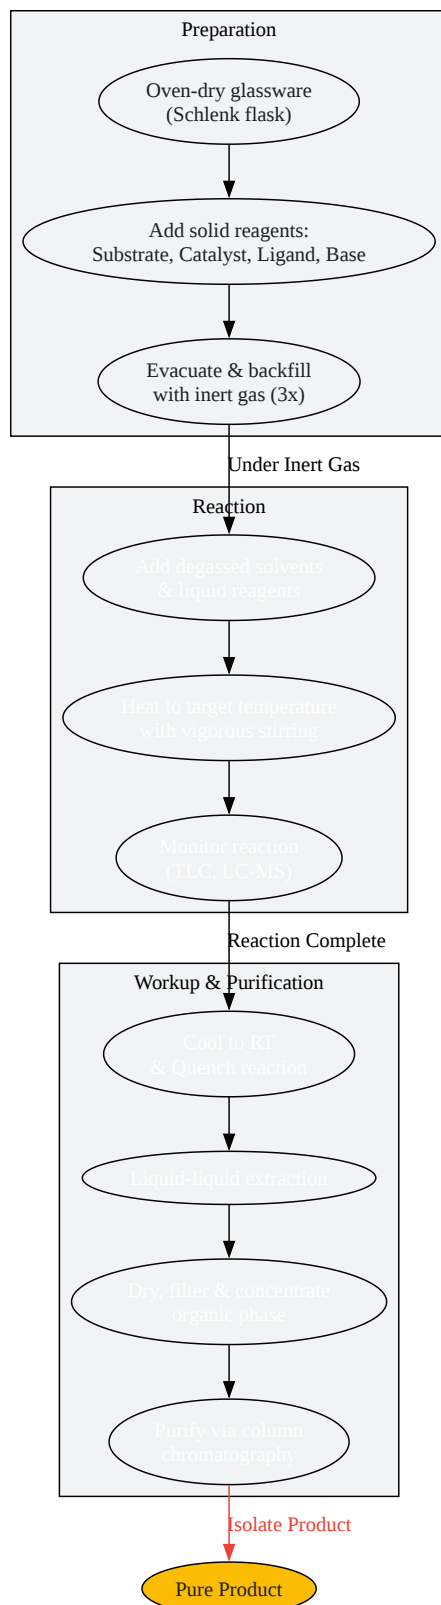 Preparation
Oven-dry glassware
(Schlenk flask)
Add solid reagents:
Substrate, Catalyst, Ligand, Base
Evacuate & backfill
with inert gas (3x)
Under Inert Gas
Reaction
Add degassed solvents
& liquid reagents
Heat to target temperature
with vigorous stirring
Monitor reaction
(TLC, LC-MS)
Reaction Complete
Workup & Purification
Cool to RT
& Quench reaction
Liquid-liquid extraction
Dry, filter & concentrate
organic phase
Purify via column
chromatography
Isolate Product
Pure Product